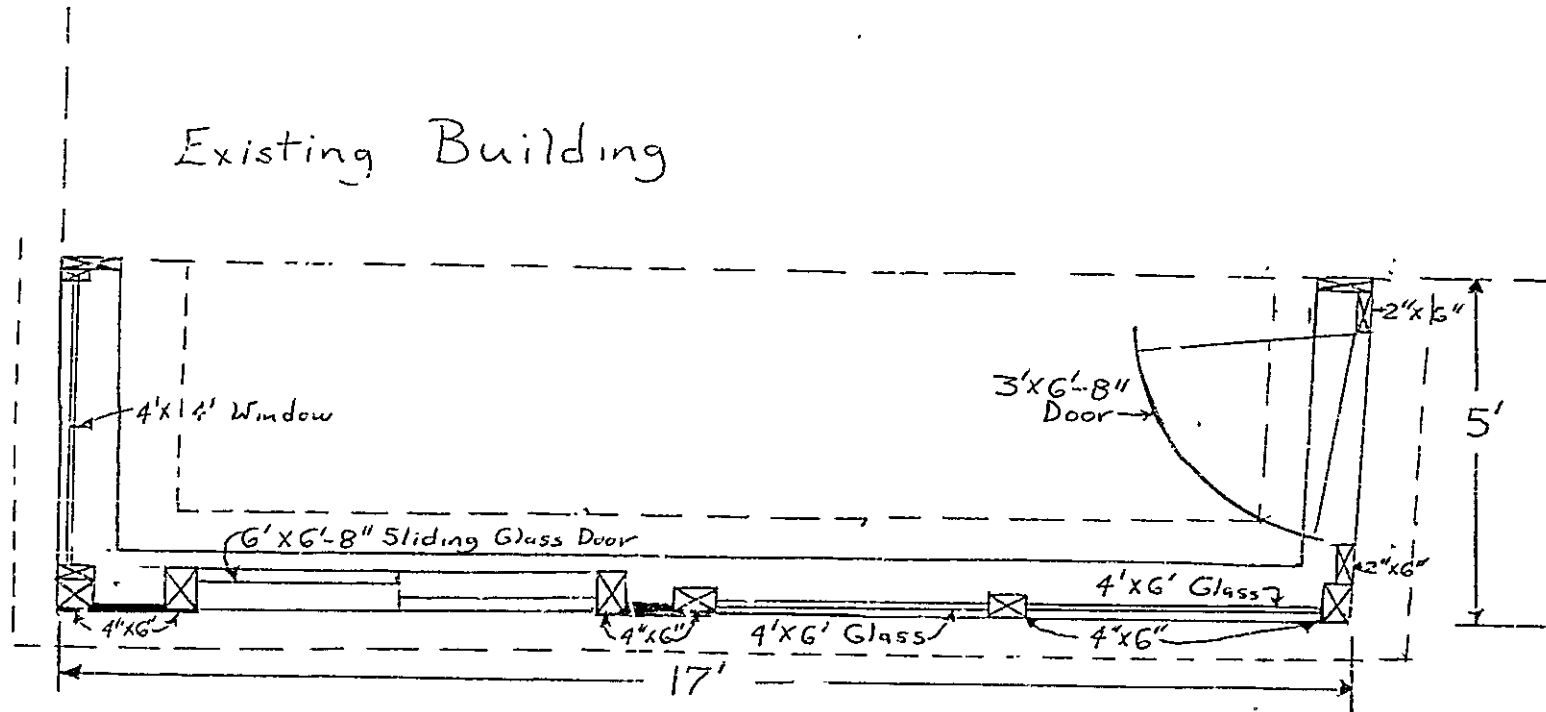 Existing Building
2"x6"
3'x6'-8"
Door
4'x4' Window
5'
6'x6'-8" Sliding Glass Door
2"x6"
4'x6' Glass
4"x6'
4"x6"
4'x6' Glass
4"x6"
17'